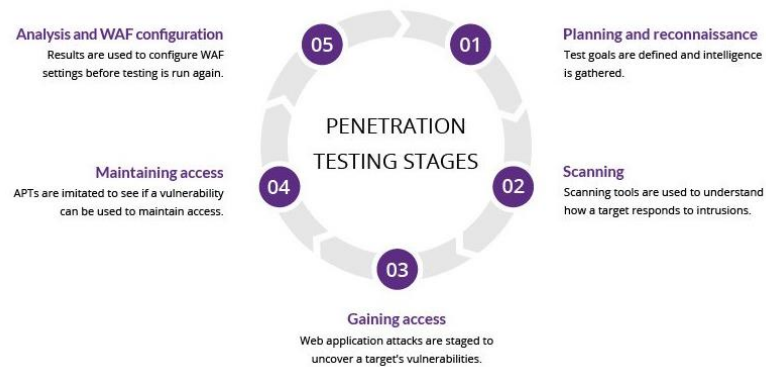 PENETRATION
TESTING STAGES
01
Planning and reconnaissance
Test goals are defined and intelligence
is gathered.
02
Scanning
Scanning tools are used to understand
how a target responds to intrusions.
03
Gaining access
Web application attacks are staged to
uncover a target's vulnerabilities.
04
Maintaining access
APTs are imitated to see if a vulnerability
can be used to maintain access.
05
Analysis and WAF configuration
Results are used to configure WAF
settings before testing is run again.